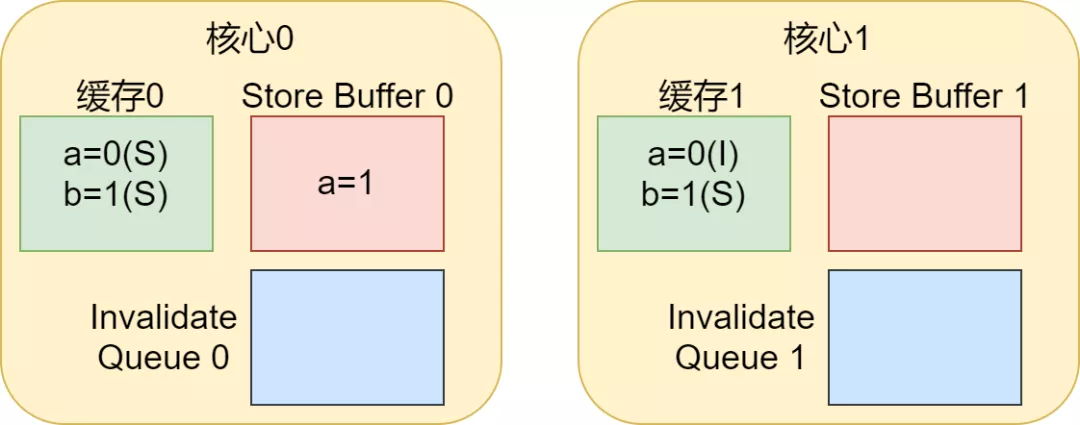 核心0
缓存0
Store Buffer 0
a=0(S)
b=1(S)
a=1
Invalidate
Queue 0
核心1
缓存1
Store Buffer 1
a=0(I)
b=1(S)
Invalidate
Queue 1